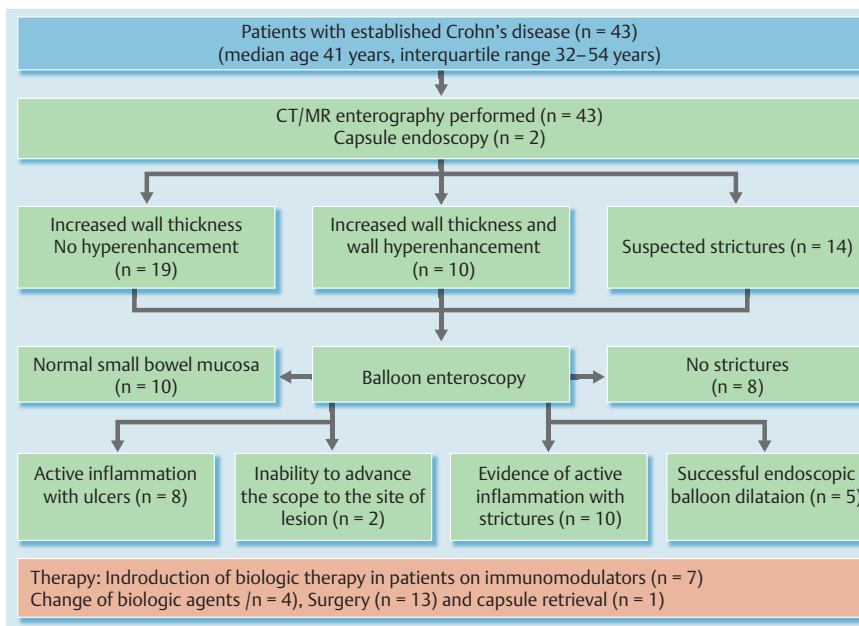 Patients with established Crohn's disease (n = 43)
(median age 41 years, interquartile range 32–54 years)
CT/MR enterography performed (n = 43)
Capsule endoscopy (n = 2)
Increased wall thickness
No hyperenhancement
(n = 19)
Increased wall thickness and
wall hyperenhancement
(n = 10)
Suspected strictures (n = 14)
Normal small bowel mucosa
(n = 10)
Balloon enteroscopy
No strictures
(n = 8)
Active inflammation
with ulcers (n = 8)
Inability to advance
the scope to the site of
lesion (n = 2)
Evidence of active
inflammation with
strictures (n = 10)
Successful endoscopic
balloon dilataion (n = 5)
Therapy: Indroduction of biologic therapy in patients on immunomodulators (n = 7)
Change of biologic agents /n = 4), Surgery (n = 13) and capsule retrieval (n = 1)